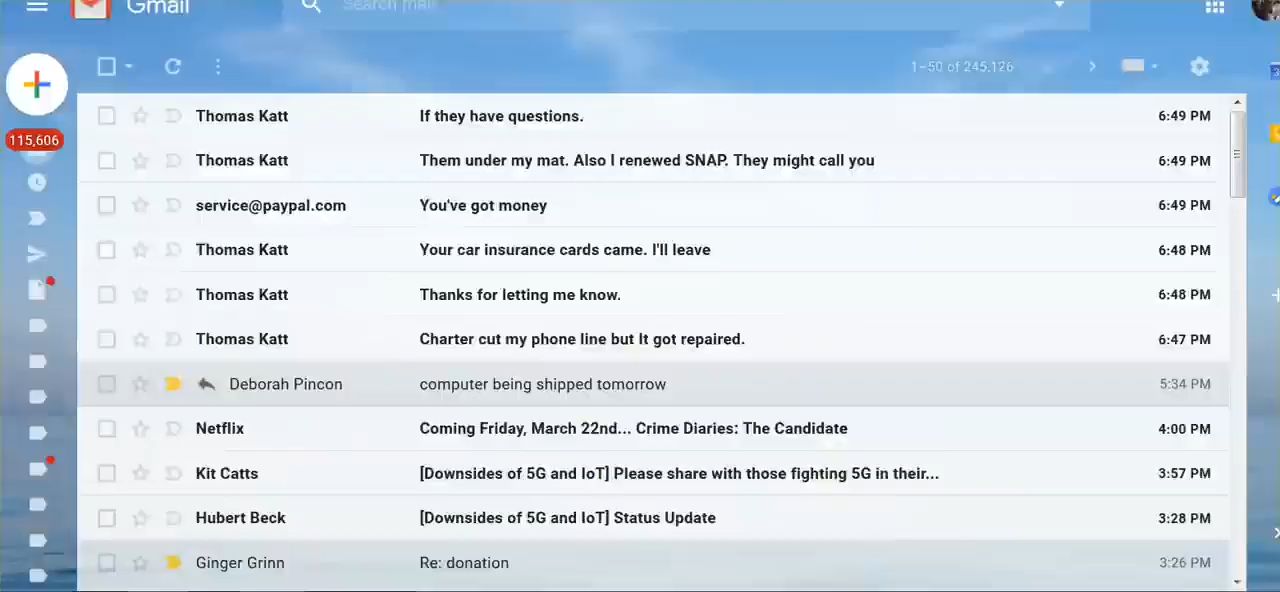 Gmail
Search mail
1–50 of 245,126
115,606
Thomas Katt If they have questions. 6:49 PM
Thomas Katt Them under my mat. Also I renewed SNAP. They might call you 6:49 PM
service@paypal.com You've got money 6:49 PM
Thomas Katt Your car insurance cards came. I'll leave 6:48 PM
Thomas Katt Thanks for letting me know. 6:48 PM
Thomas Katt Charter cut my phone line but It got repaired. 6:47 PM
Deborah Pincon computer being shipped tomorrow 5:34 PM
Netflix Coming Friday, March 22nd... Crime Diaries: The Candidate 4:00 PM
Kit Catts [Downsides of 5G and IoT] Please share with those fighting 5G in their... 3:57 PM
Hubert Beck [Downsides of 5G and IoT] Status Update 3:28 PM
Ginger Grinn Re: donation 3:26 PM